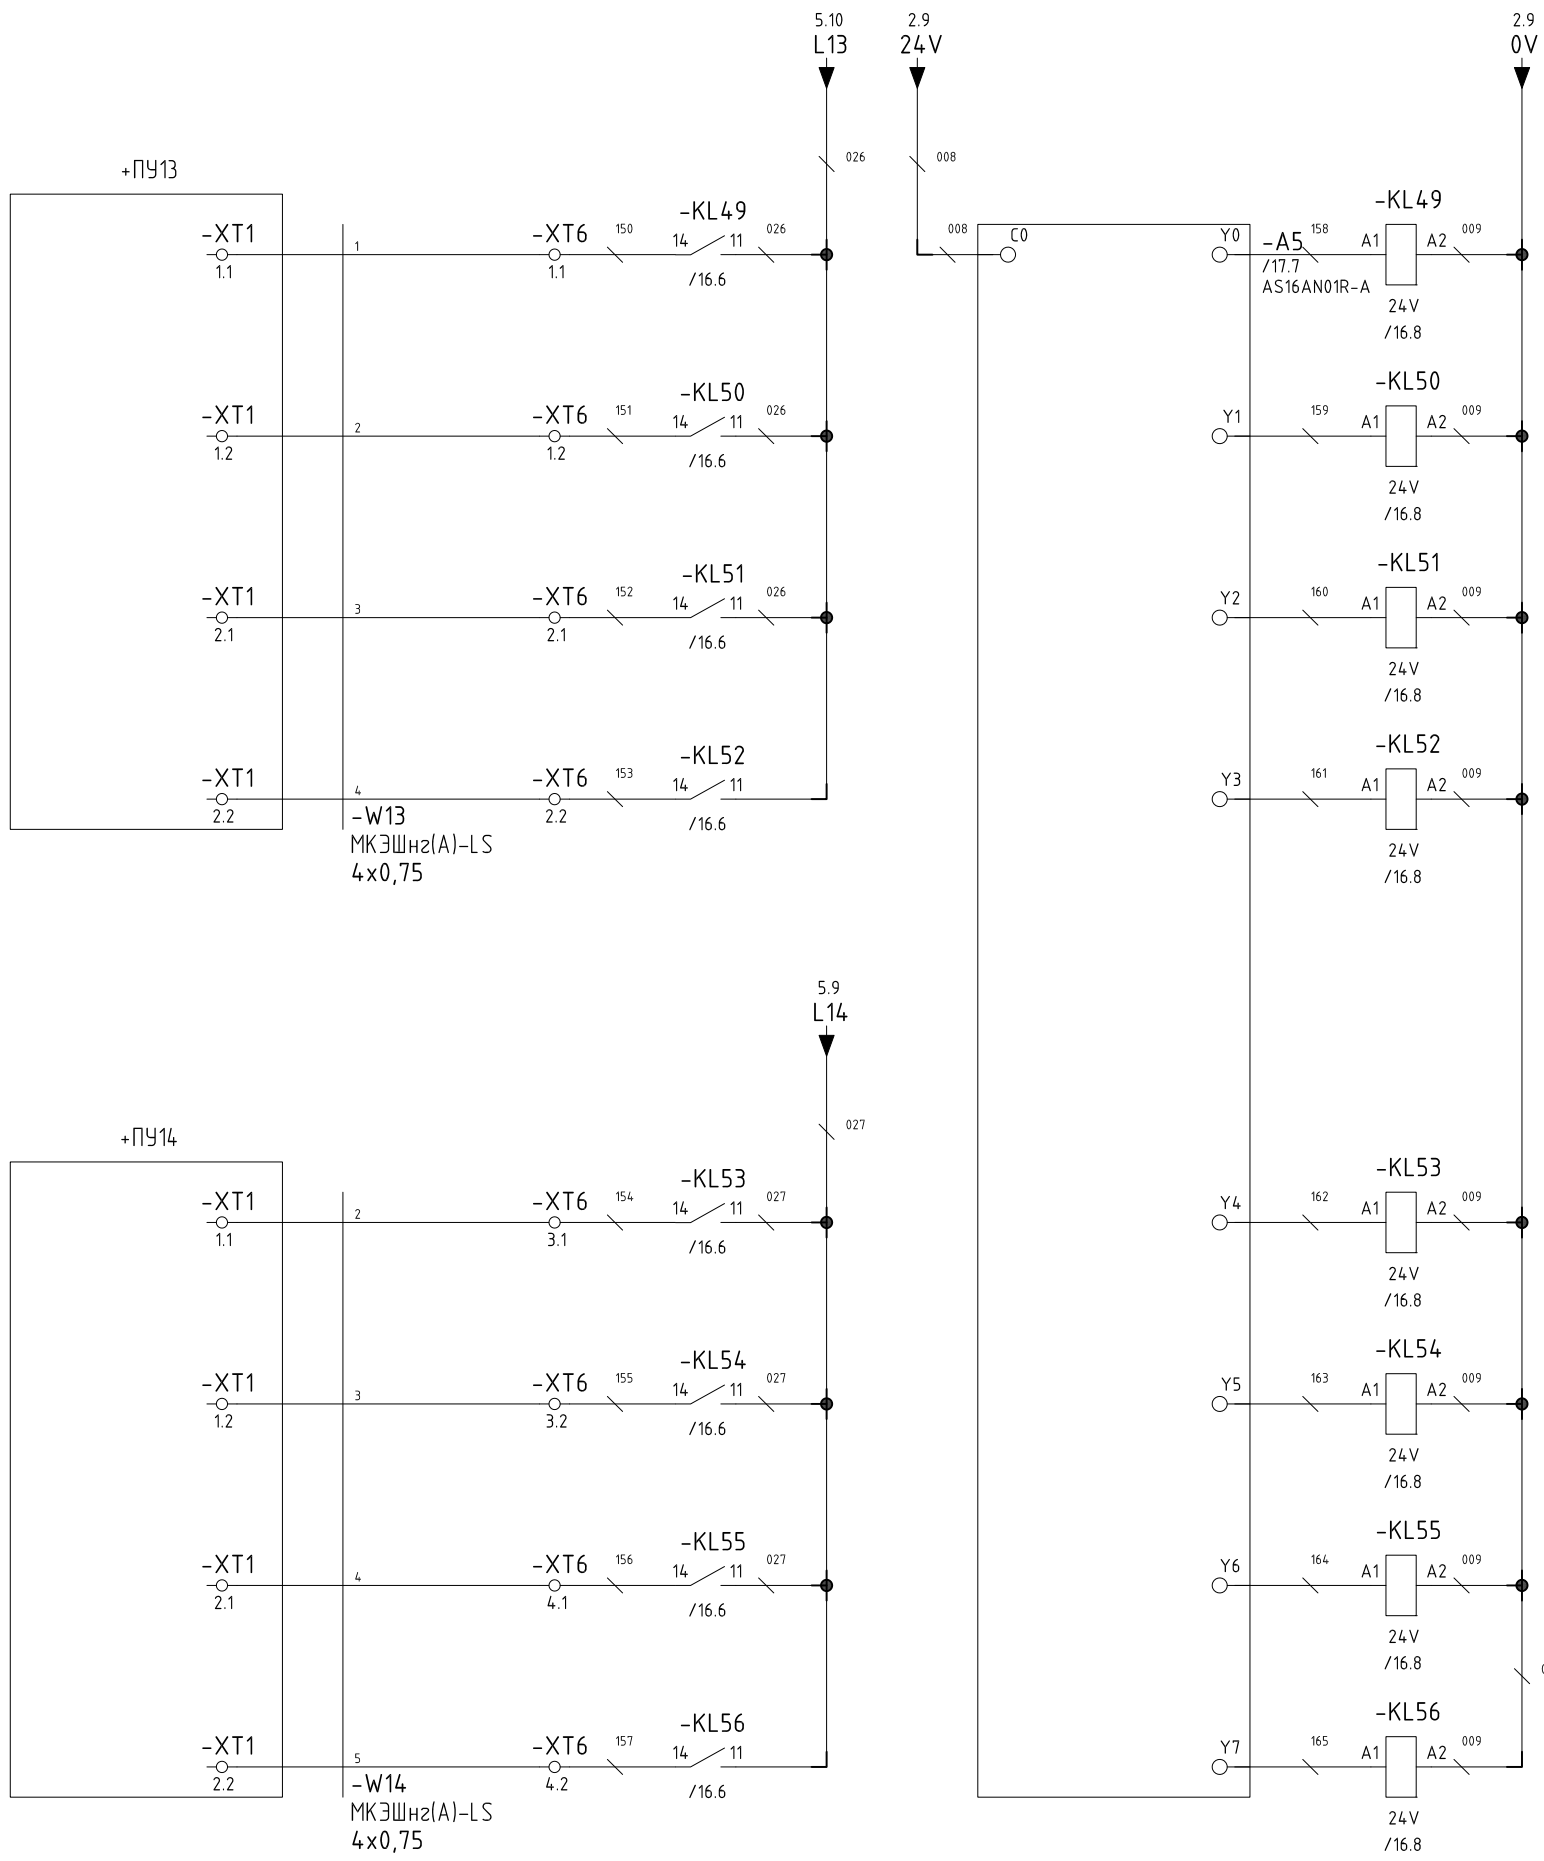 5.10
L13
2.9
24V
2.9
0V
026
008
+ПУ13
-XT1
1.1
1
-XT6
1.1
150
-KL49
14
11
026
/16.6
008
C0
Y0
-A5
/17.7
AS16AN01R-A
158
-KL49
A1
A2
009
24V
/16.8
-XT1
1.2
2
-XT6
1.2
151
-KL50
14
11
026
/16.6
Y1
159
-KL50
A1
A2
009
24V
/16.8
-XT1
2.1
3
-XT6
2.1
152
-KL51
14
11
026
/16.6
Y2
160
-KL51
A1
A2
009
24V
/16.8
-XT1
2.2
4
-XT6
2.2
153
-KL52
14
11
/16.6
Y3
161
-KL52
A1
A2
009
24V
/16.8
-W13
МКЭШнг(А)-LS
4x0,75
5.9
L14
027
+ПУ14
-XT1
1.1
2
-XT6
3.1
154
-KL53
14
11
027
/16.6
Y4
162
-KL53
A1
A2
009
24V
/16.8
-XT1
1.2
3
-XT6
3.2
155
-KL54
14
11
027
/16.6
Y5
163
-KL54
A1
A2
009
24V
/16.8
-XT1
2.1
4
-XT6
4.1
156
-KL55
14
11
027
/16.6
Y6
164
-KL55
A1
A2
009
24V
/16.8
-XT1
2.2
5
-XT6
4.2
157
-KL56
14
11
/16.6
Y7
165
-KL56
A1
A2
009
24V
/16.8
-W14
МКЭШнг(А)-LS
4x0,75